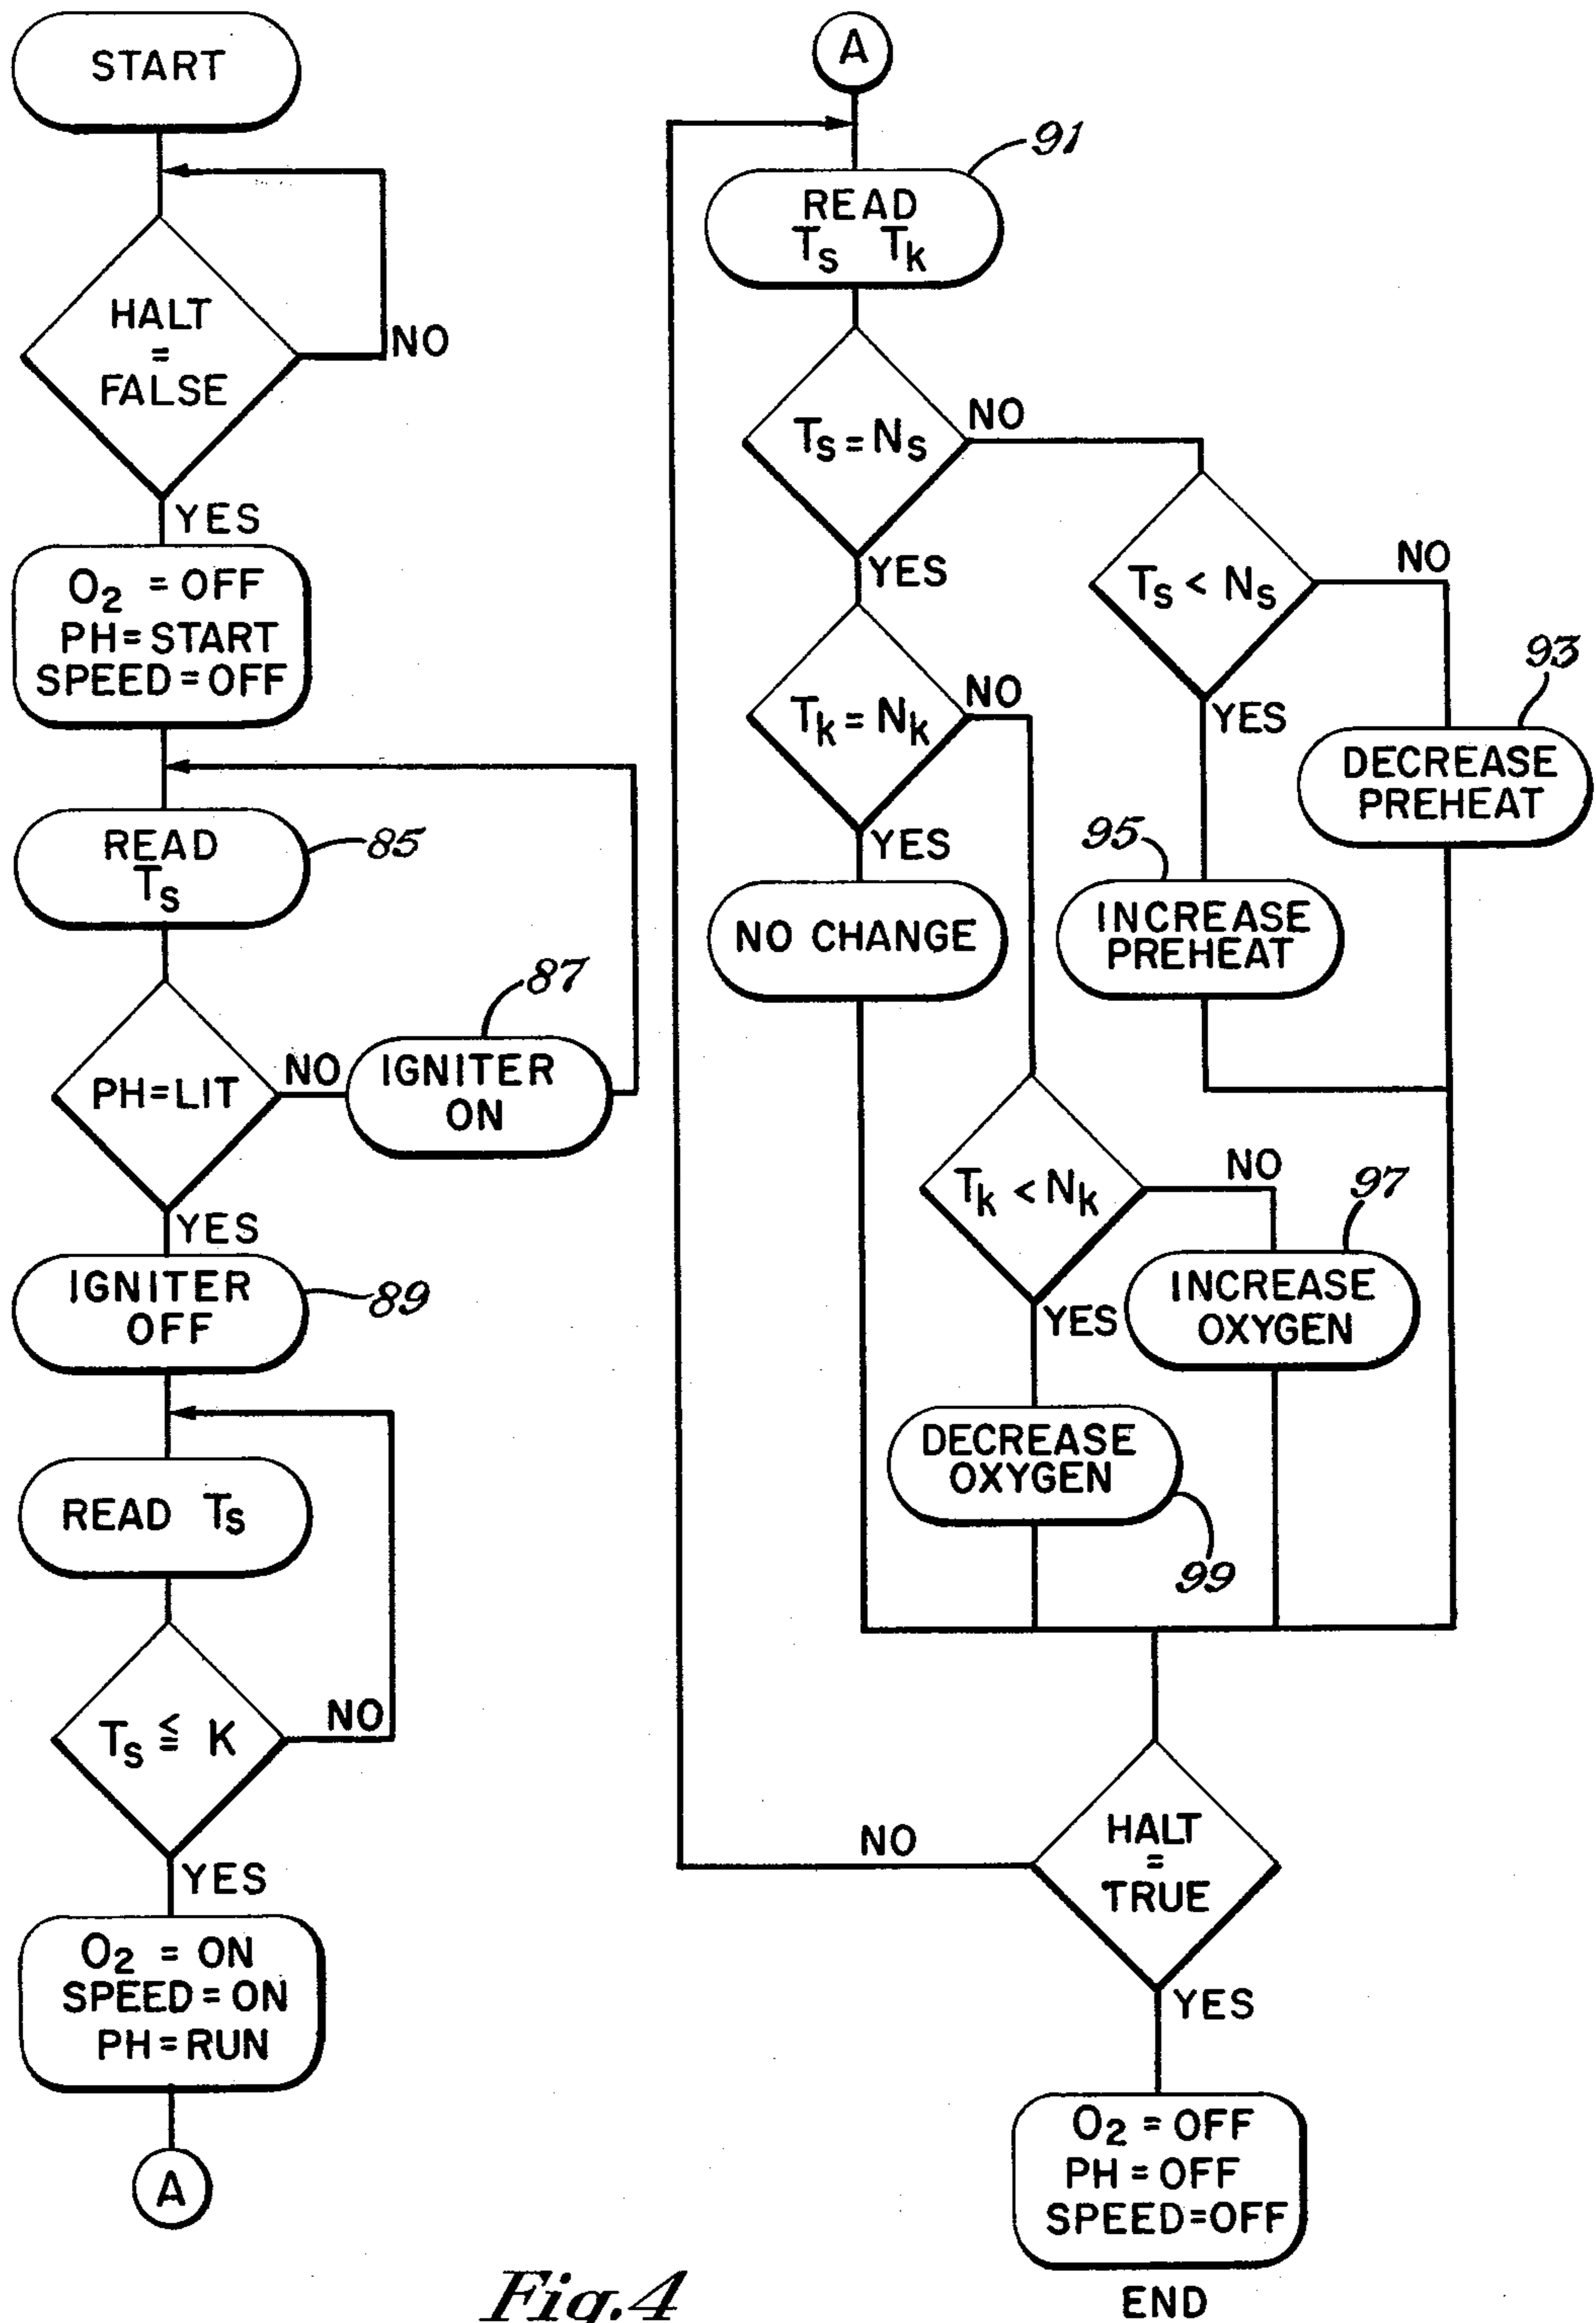 START
HALT
=
FALSE
NO
YES
O₂ = OFF
PH=START
SPEED=OFF
READ
Ts
85
PH=LIT
NO
IGNITER
ON
87
YES
IGNITER
OFF
89
READ Ts
Ts ≦ K
NO
YES
O₂ = ON
SPEED=ON
PH=RUN
A
A
READ
Ts Tk
91
Ts=Ns
NO
YES
Ts < Ns
NO
YES
93
DECREASE
PREHEAT
95
INCREASE
PREHEAT
Tk=Nk
NO
YES
NO CHANGE
Tk < Nk
NO
YES
97
INCREASE
OXYGEN
DECREASE
OXYGEN
99
HALT
=
TRUE
NO
YES
O₂ = OFF
PH = OFF
SPEED=OFF
END
Fig.4